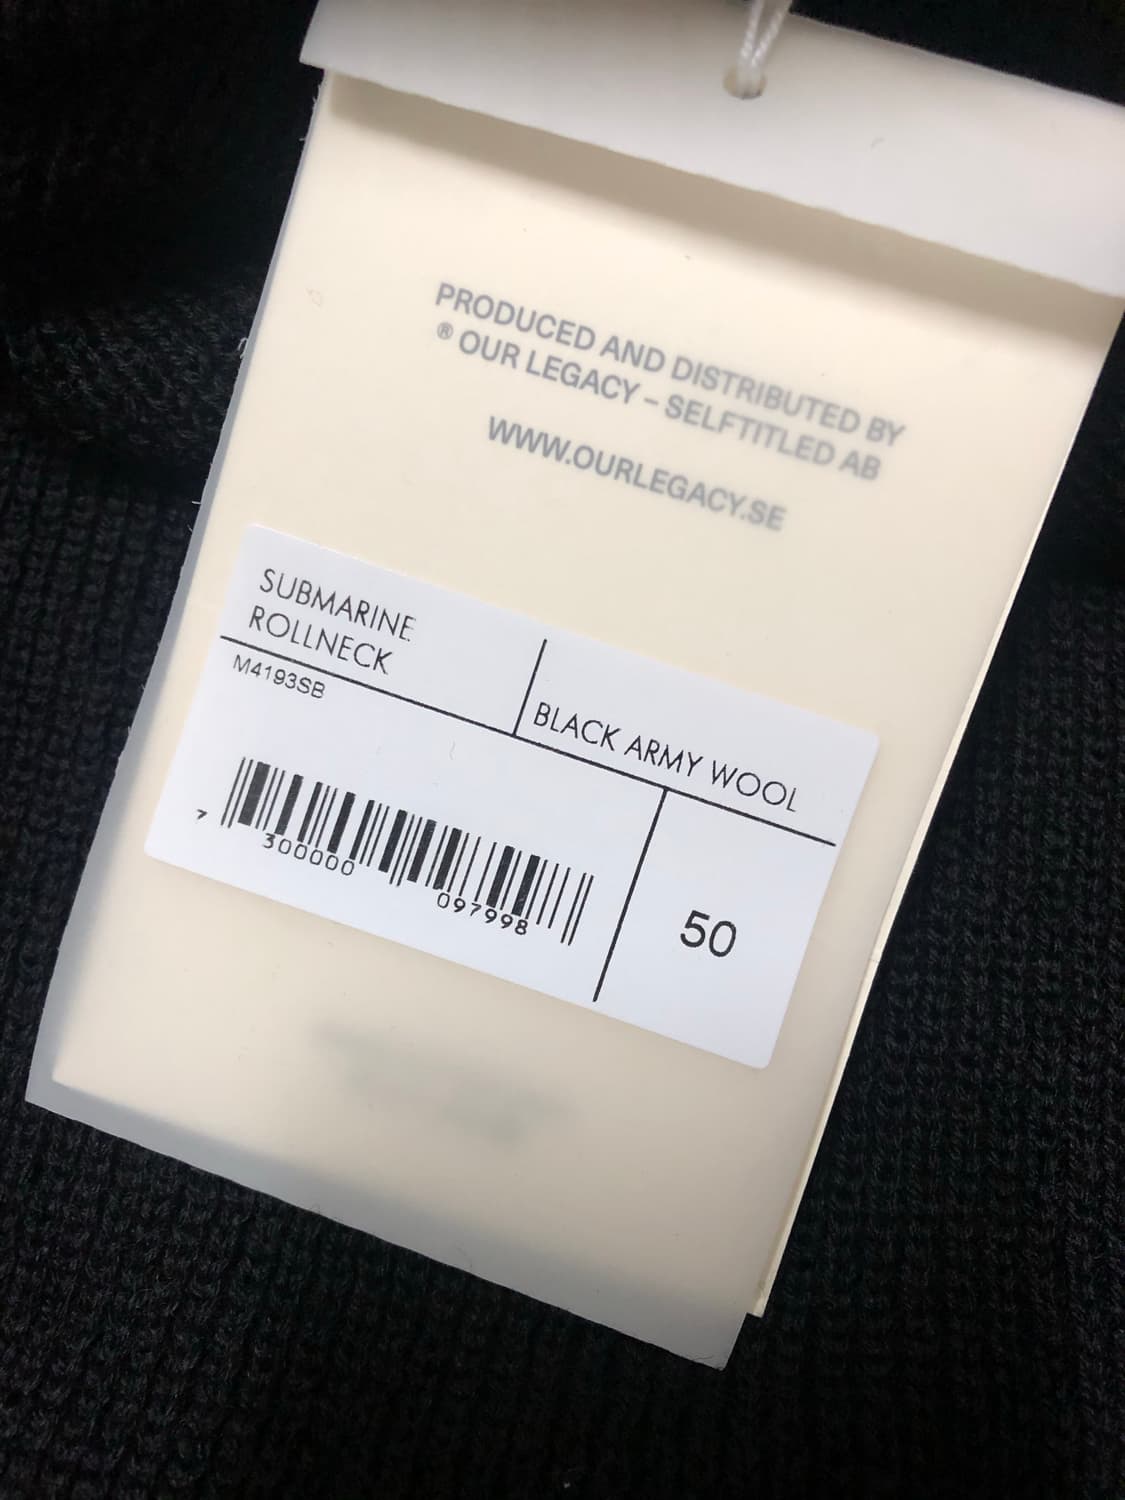 PRODUCED AND DISTRIBUTED BY
® OUR LEGACY – SELFTITLED AB
WWW.OURLEGACY.SE
SUBMARINE
ROLLNECK
BLACK ARMY WOOL
M4193SB
7 300000 097998
50